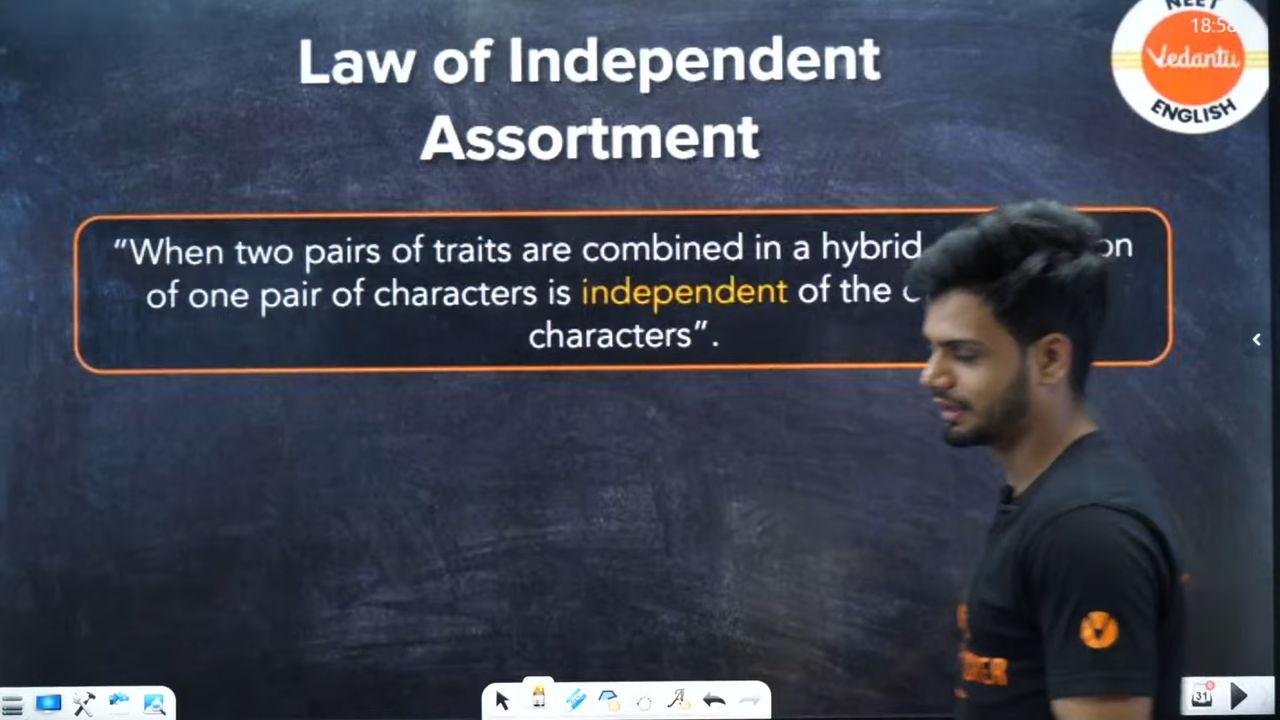 NEET
18:58
Vedantu
ENGLISH
Law of Independent
Assortment
“When two pairs of traits are combined in a hybrid
of one pair of characters is independent of the
characters”.
31